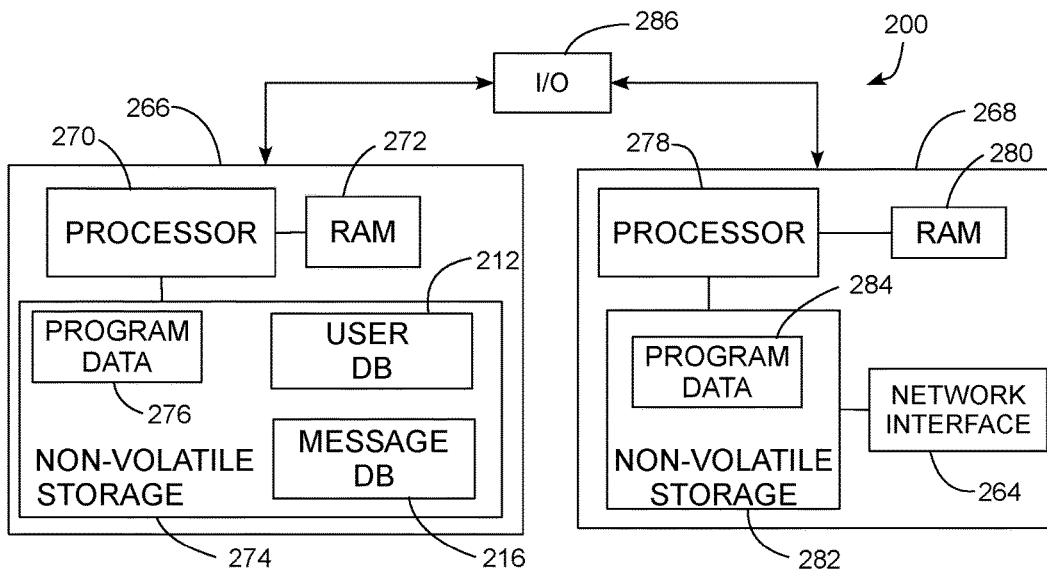 286
200
I/O
266
268
270
272
278
280
PROCESSOR
RAM
PROCESSOR
RAM
212
284
PROGRAM
DATA
USER
DB
PROGRAM
DATA
276
NETWORK
INTERFACE
MESSAGE
DB
NON-VOLATILE
STORAGE
NON-VOLATILE
STORAGE
264
274
216
282